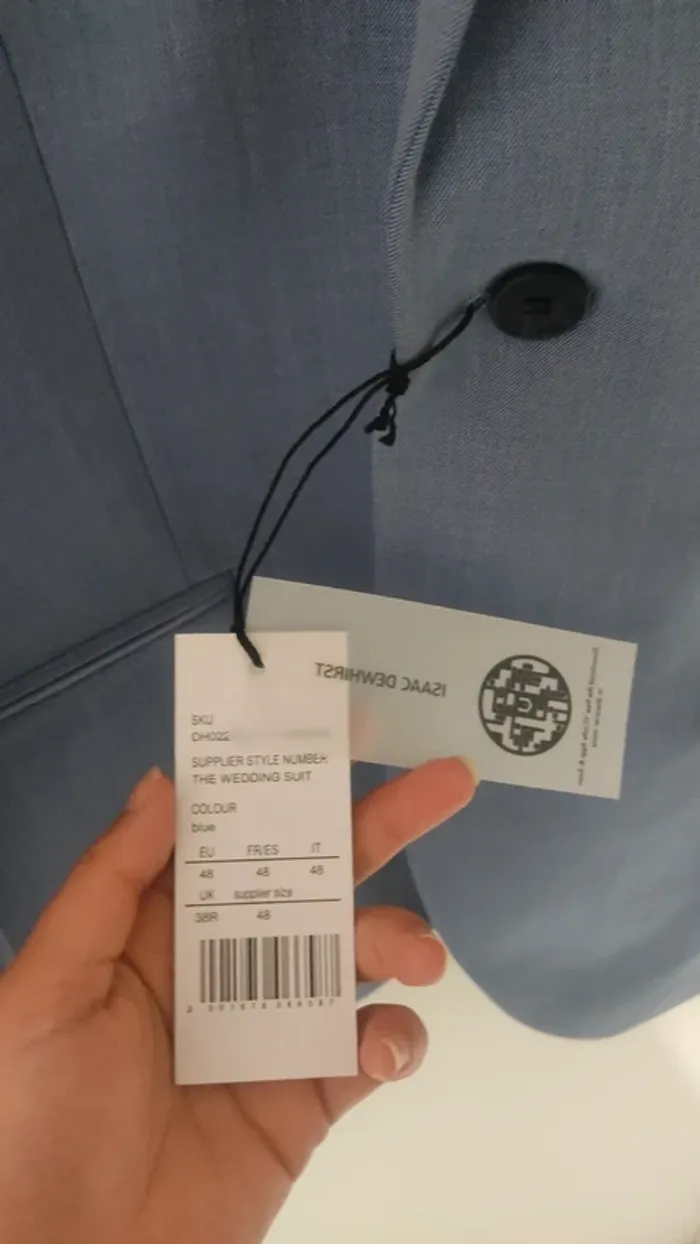 SKU
DH022
SUPPLIER STYLE NUMBER
THE WEDDING SUIT
COLOUR
blue
EU FR/ES IT
48 48 48
UK supplier size
38R 48
ISAAC DEWHIRST